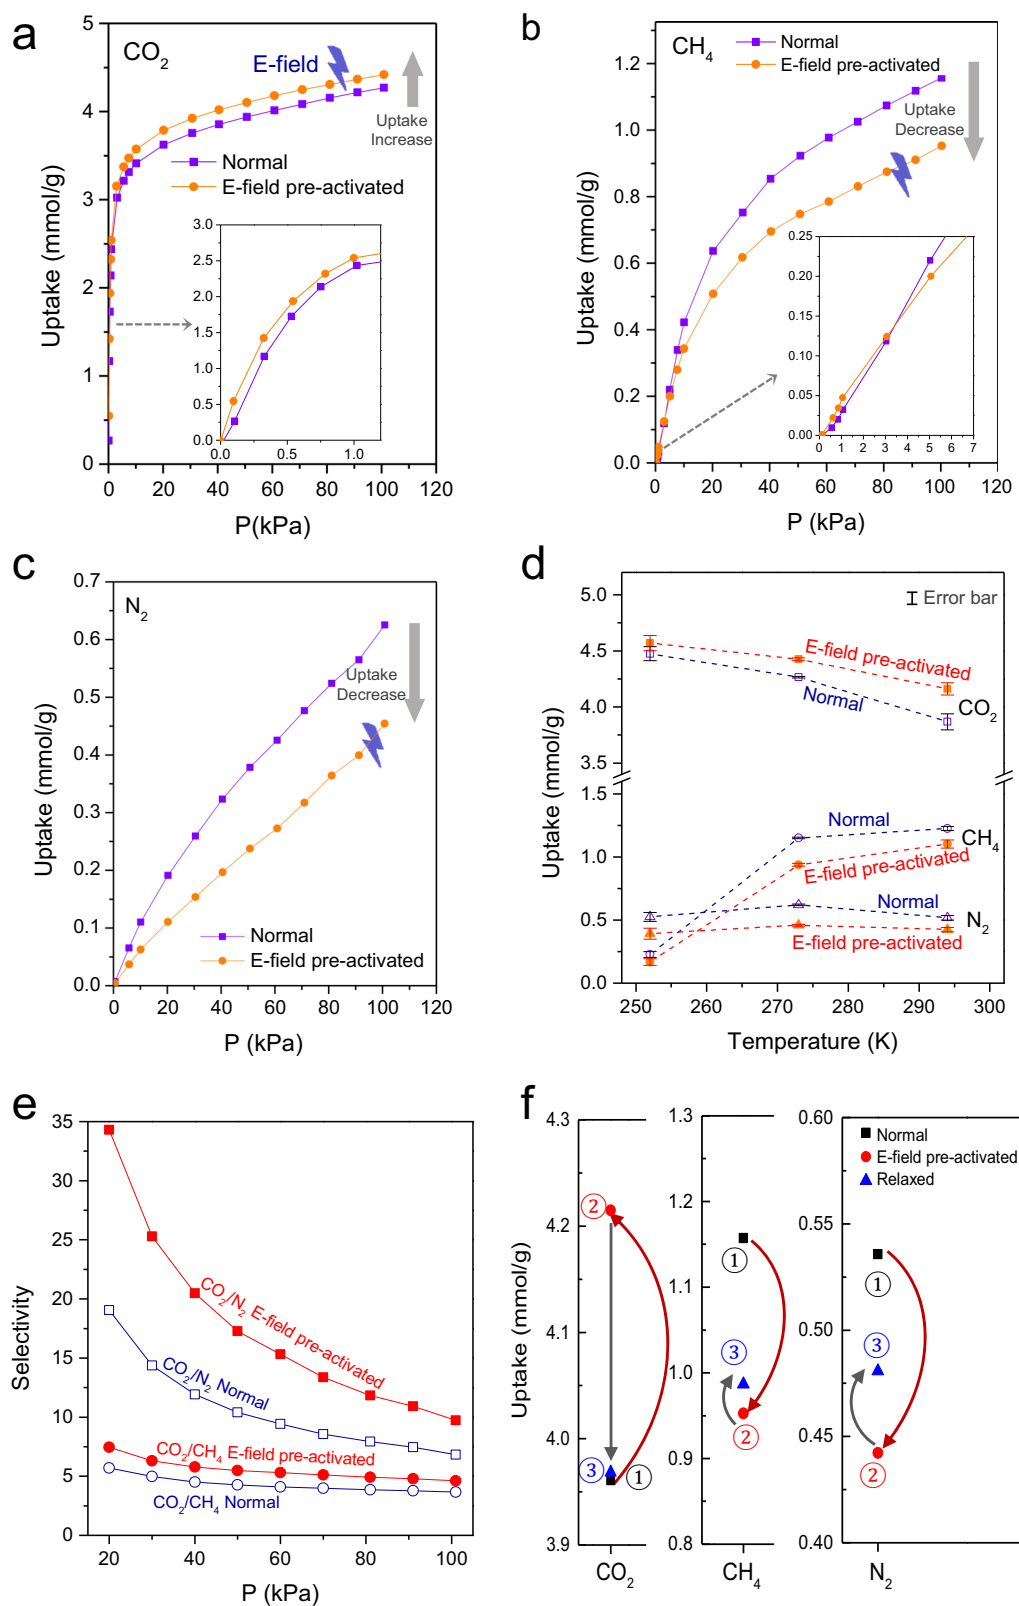 a
CO2
E-field
Uptake
Increase
Normal
E-field pre-activated
Uptake (mmol/g)
5
4
3
2
1
0
0 20 40 60 80 100 120
P(kPa)
3.0
2.5
2.0
1.5
1.0
0.5
0.0
0.0 0.5 1.0
b
CH4
Normal
E-field pre-activated
Uptake
Decrease
Uptake (mmol/g)
1.2
1.0
0.8
0.6
0.4
0.2
0.0
0 20 40 60 80 100 120
P (kPa)
0.25
0.20
0.15
0.10
0.05
0.00
0 1 2 3 4 5 6 7
c
N2
Uptake
Decrease
Normal
E-field pre-activated
Uptake (mmol/g)
0.7
0.6
0.5
0.4
0.3
0.2
0.1
0.0
0 20 40 60 80 100 120
P (kPa)
d
Error bar
E-field pre-activated
Normal
CO2
Normal
CH4
E-field pre-activated
Normal
N2
E-field pre-activated
Uptake (mmol/g)
5.0
4.5
4.0
3.5
1.5
1.0
0.5
0.0
250 260 270 280 290 300
Temperature (K)
e
CO2/N2 E-field pre-activated
CO2/N2 Normal
CO2/CH4 E-field pre-activated
CO2/CH4 Normal
Selectivity
35
30
25
20
15
10
5
0
20 40 60 80 100
P (kPa)
f
Uptake (mmol/g)
4.3
4.2
4.1
4.0
3.9
2
3
1
CO2
1.3
1.2
1.1
1.0
0.9
0.8
1
3
2
CH4
0.60
0.55
0.50
0.45
0.40
Normal
E-field pre-activated
Relaxed
1
3
2
N2